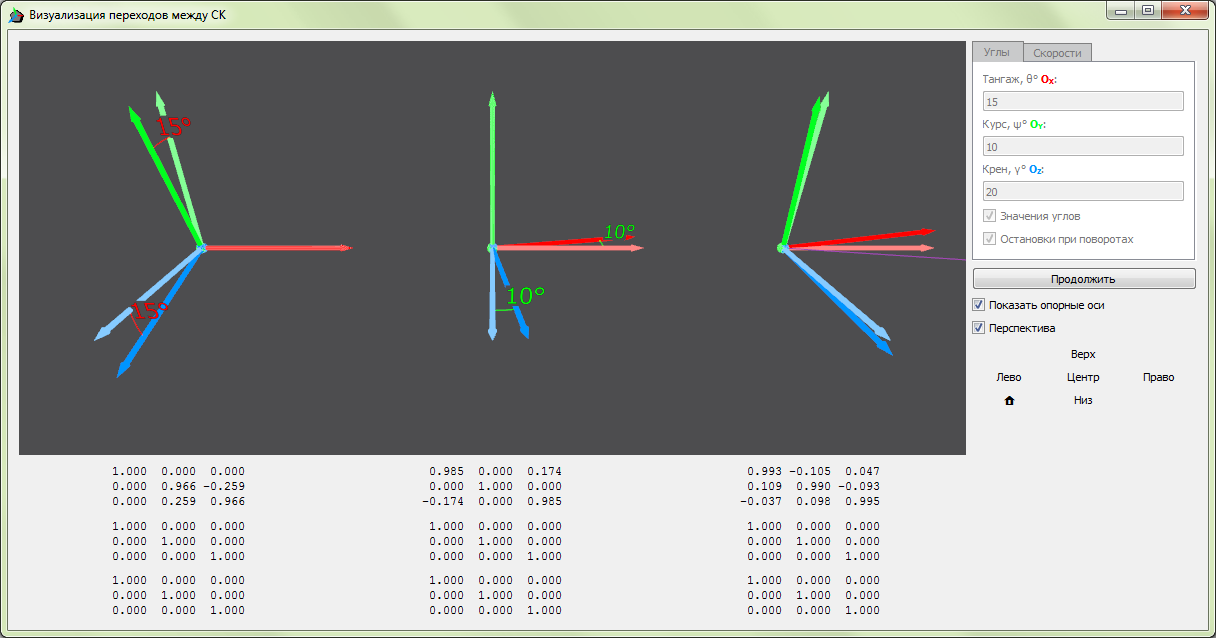 Визуализация переходов между СК
Углы Скорости
Тангаж, θ° Ox:
15
Курс, ψ° Oy:
10
Крен, γ° Oz:
20
Значения углов
Остановки при поворотах
Продолжить
Показать опорные оси
Перспектива
Верх
Лево Центр Право
Низ
15°
15°
10°
10°
1.000 0.000 0.000 0.985 0.000 0.174 0.993 -0.105 0.047
0.000 0.966 -0.259 0.000 1.000 0.000 0.109 0.990 -0.093
0.000 0.259 0.966 -0.174 0.000 0.985 -0.037 0.098 0.995
1.000 0.000 0.000 1.000 0.000 0.000 1.000 0.000 0.000
0.000 1.000 0.000 0.000 1.000 0.000 0.000 1.000 0.000
0.000 0.000 1.000 0.000 0.000 1.000 0.000 0.000 1.000
1.000 0.000 0.000 1.000 0.000 0.000 1.000 0.000 0.000
0.000 1.000 0.000 0.000 1.000 0.000 0.000 1.000 0.000
0.000 0.000 1.000 0.000 0.000 1.000 0.000 0.000 1.000